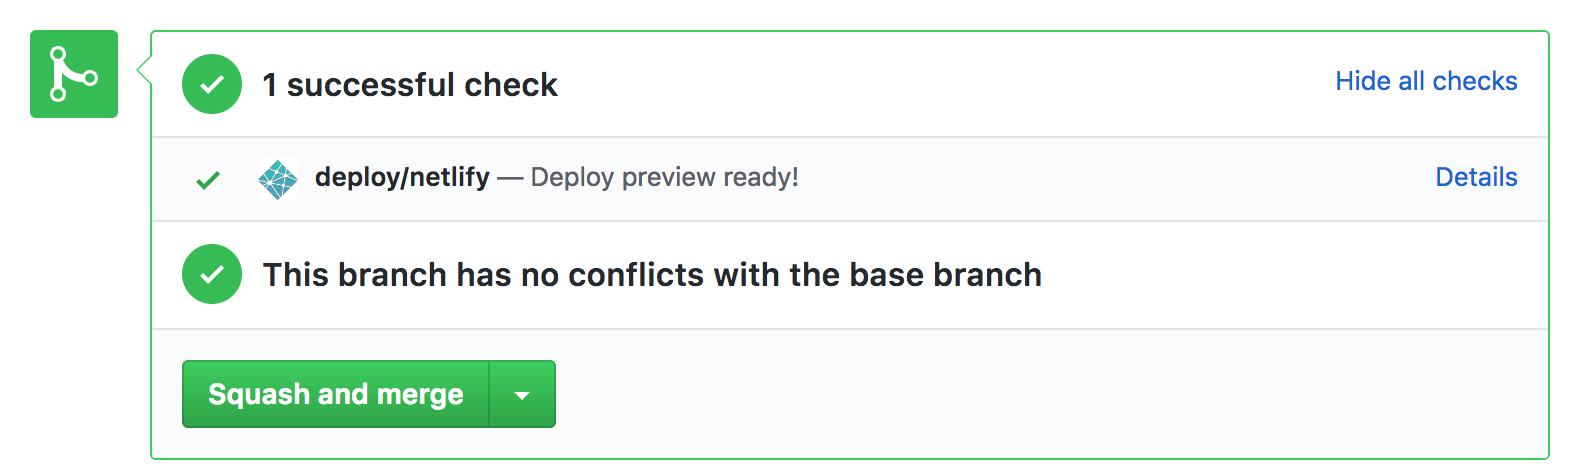 1 successful check
Hide all checks
deploy/netlify — Deploy preview ready!
Details
This branch has no conflicts with the base branch
Squash and merge